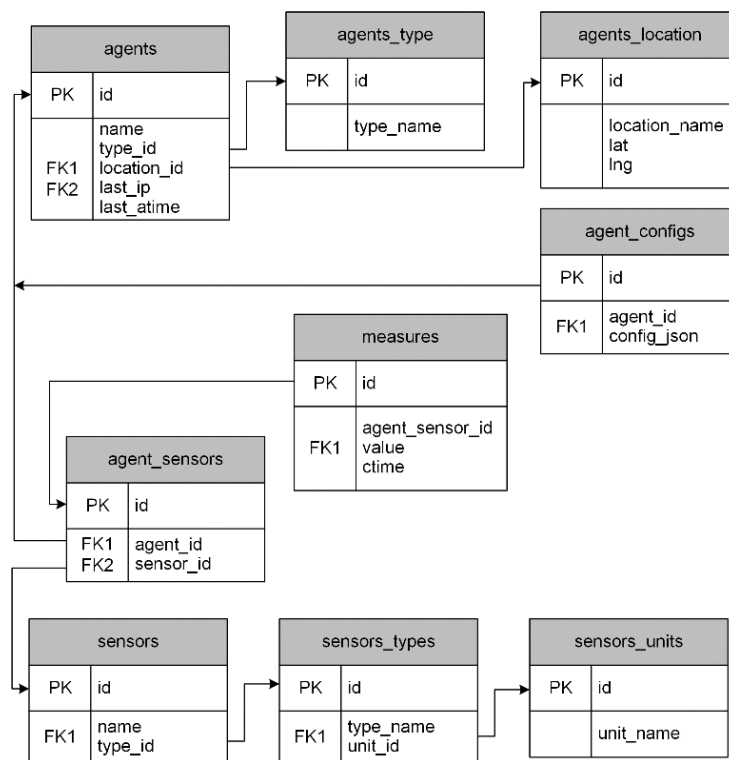 agents
PK id
name
type_id
FK1 location_id
FK2 last_ip
last_atime
agents_type
PK id
type_name
agents_location
PK id
location_name
lat
lng
agent_configs
PK id
agent_id
FK1 config_json
measures
PK id
agent_sensor_id
FK1 value
ctime
agent_sensors
PK id
FK1 agent_id
FK2 sensor_id
sensors
PK id
name
FK1 type_id
sensors_types
PK id
type_name
FK1 unit_id
sensors_units
PK id
unit_name